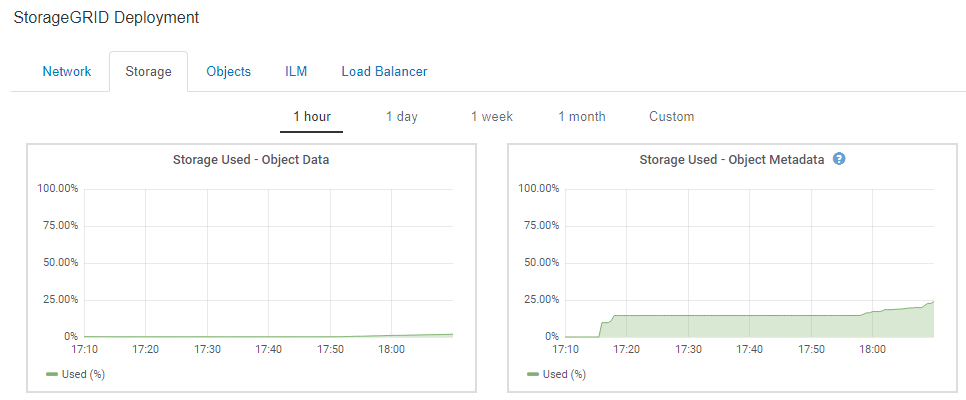 StorageGRID Deployment
Network Storage Objects ILM Load Balancer
1 hour 1 day 1 week 1 month Custom
Storage Used - Object Data
100.00%
75.00%
50.00%
25.00%
0%
17:10 17:20 17:30 17:40 17:50 18:00
Used (%)
Storage Used - Object Metadata ?
100.00%
75.00%
50.00%
25.00%
0%
17:10 17:20 17:30 17:40 17:50 18:00
Used (%)